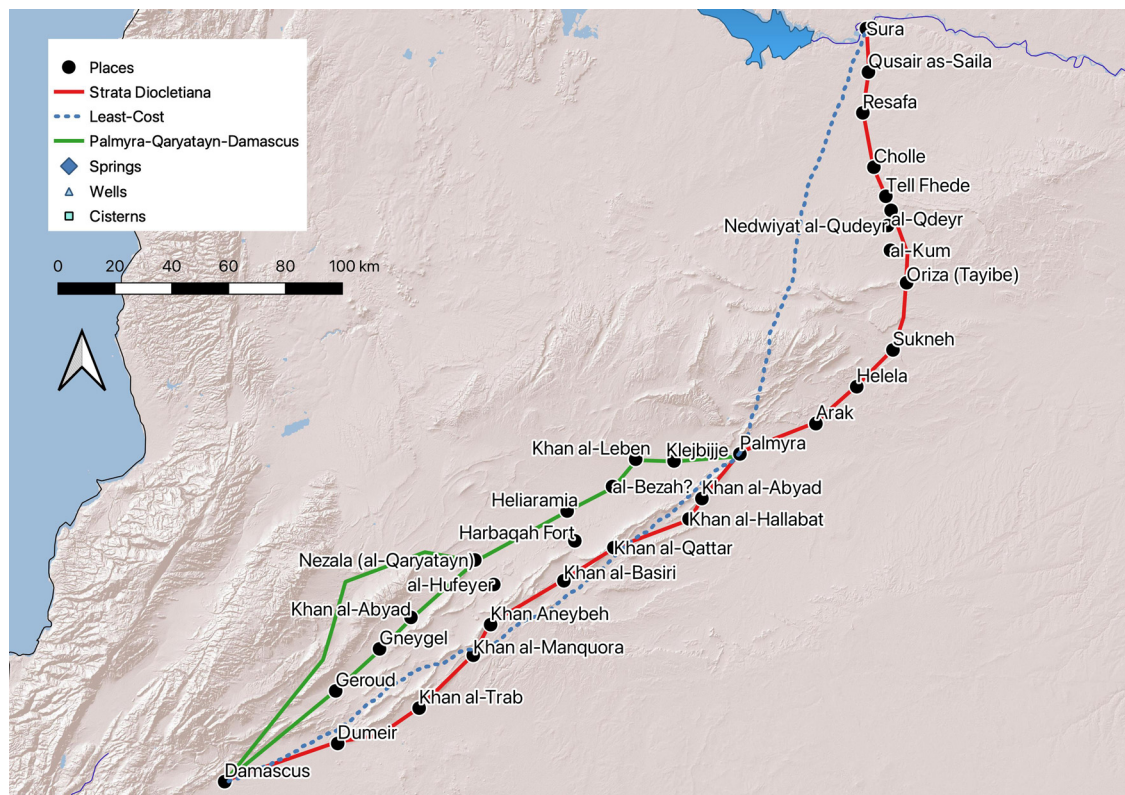 Places
Strata Diocletiana
Least-Cost
Palmyra-Qaryatayn-Damascus
Springs
Wells
Cisterns
0 20 40 60 80 100 km
Sura
Qusair as-Saila
Resafa
Cholle
Tell Fhede
al-Qdeyr
Nedwiyat al-Qudeyr
al-Kum
Oriza (Tayibe)
Sukneh
Helela
Arak
Palmyra
Khan al-Leben
Klejbijje
al-Bezah?
Khan al-Abyad
Heliaramia
Khan al-Hallabat
Harbaqah Fort
Khan al-Qattar
Nezala (al-Qaryatayn)
Khan al-Basiri
al-Hufeyer
Khan al-Abyad
Khan Aneybeh
Gneygel
Khan al-Manquora
Geroud
Khan al-Trab
Dumeir
Damascus